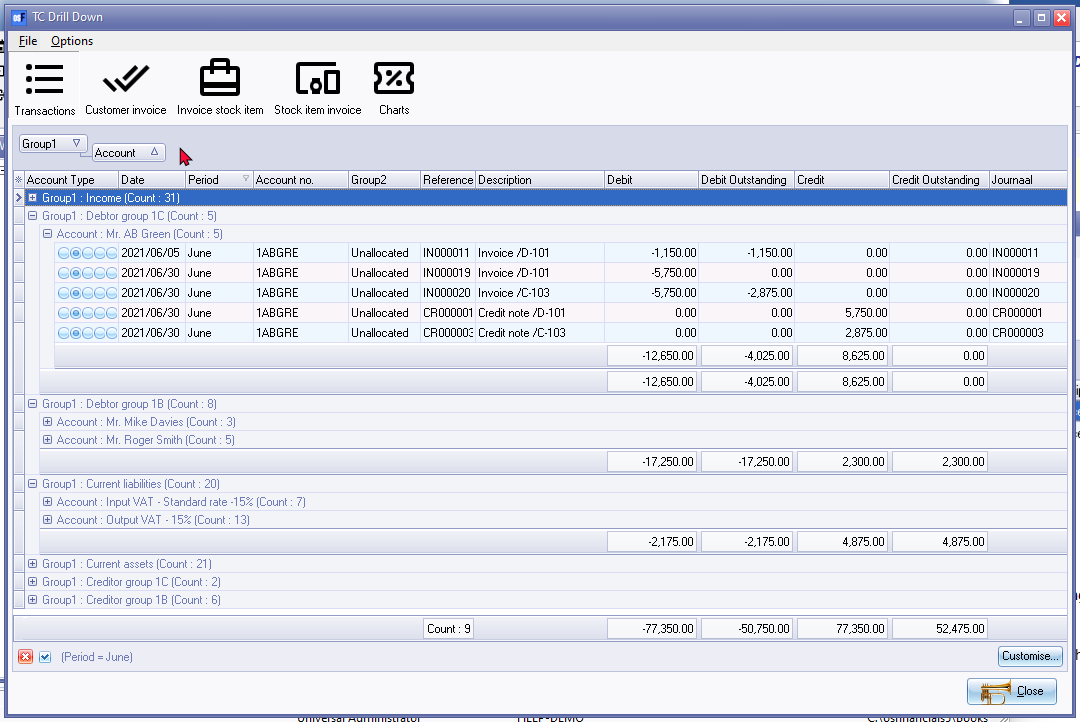 TC Drill Down
File Options
Transactions Customer invoice Invoice stock item Stock item invoice Charts
Group1
Account
Account Type Date Period Account no. Group2 Reference Description Debit Debit Outstanding Credit Credit Outstanding Journaal
Group1 : Income (Count : 31)
Group1 : Debtor group 1C (Count : 5)
Account : Mr. AB Green (Count : 5)
2021/06/05 June 1ABGRE Unallocated IN000011 Invoice /D-101 -1,150.00 -1,150.00 0.00 0.00 IN000011
2021/06/30 June 1ABGRE Unallocated IN000019 Invoice /D-101 -5,750.00 0.00 0.00 0.00 IN000019
2021/06/30 June 1ABGRE Unallocated IN000020 Invoice /C-103 -5,750.00 -2,875.00 0.00 0.00 IN000020
2021/06/30 June 1ABGRE Unallocated CR000001 Credit note /D-101 0.00 0.00 5,750.00 0.00 CR000001
2021/06/30 June 1ABGRE Unallocated CR000003 Credit note /C-103 0.00 0.00 2,875.00 0.00 CR000003
-12,650.00 -4,025.00 8,625.00 0.00
-12,650.00 -4,025.00 8,625.00 0.00
Group1 : Debtor group 1B (Count : 8)
Account : Mr. Mike Davies (Count : 3)
Account : Mr. Roger Smith (Count : 5)
-17,250.00 -17,250.00 2,300.00 2,300.00
Group1 : Current liabilities (Count : 20)
Account : Input VAT - Standard rate -15% (Count : 7)
Account : Output VAT - 15% (Count : 13)
-2,175.00 -2,175.00 4,875.00 4,875.00
Group1 : Current assets (Count : 21)
Group1 : Creditor group 1C (Count : 2)
Group1 : Creditor group 1B (Count : 6)
Count : 9 -77,350.00 -50,750.00 77,350.00 52,475.00
(Period = June) Customise...
Close
Universal Administrator HELP-DEMO